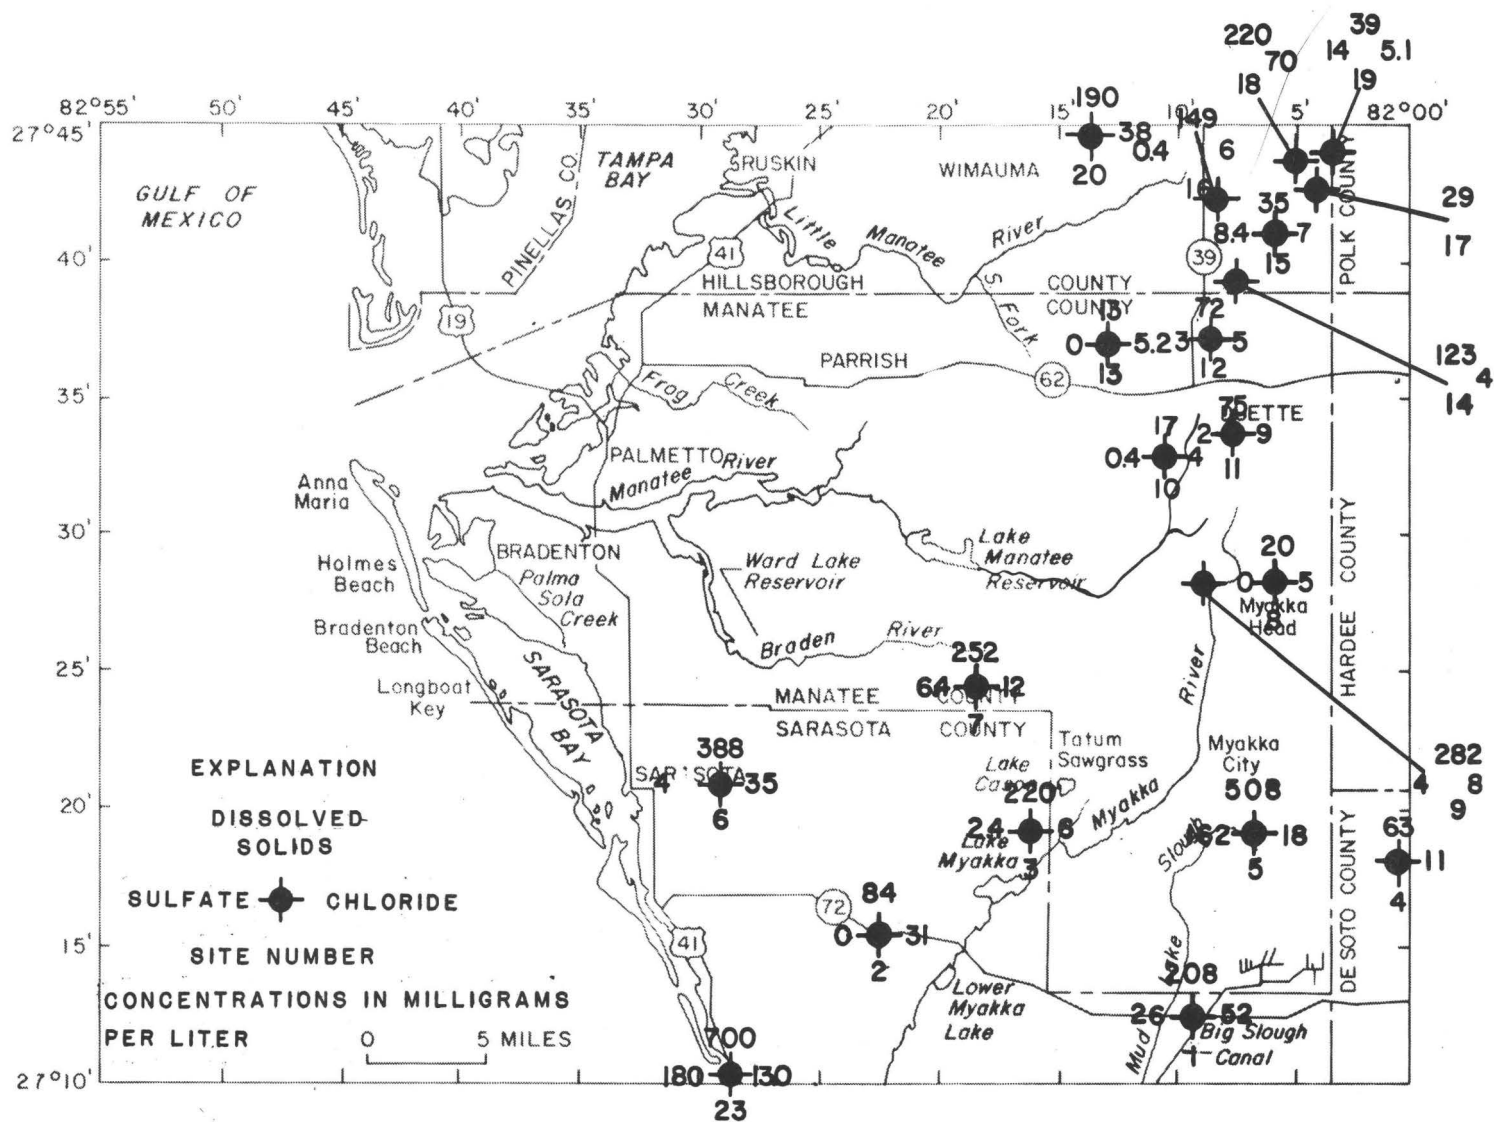 39
220 14 5.1
70
18 19
82°55' 50' 45' 40' 35' 29' 20' 15' 190 10' 5' 82°00'
27°45'
149
38
0.4
6
20
TAMPA
BAY
RUSKIN
WIMAUMA
GULF OF
MEXICO
PINELLAS CO
POLK COUNTY
16
35
29
17
Little Manatee River
8.4 7
15
41
39
40'
HILLSBOROUGH COUNTY
MANATEE COUNTY
S. Fork
19
13
72
0 5.2 3 5
13 12
PARRISH
62
123
4
14
35'
Frog Creek
75
DUETTE
17
2 9
0.4 4
11
10
PALMETTO
Manatee River
Anna
Maria
30'
BRADENTON
Lake
Manatee
Reservoir
Ward Lake
Reservoir
HARDEE COUNTY
Holmes
Beach
Palma
Sola
Creek
20
0 5
8
Myakka
Head
Bradenton
Beach
Braden River
River
25'
252
64 12
7
MANATEE COUNTY
SARASOTA COUNTY
Longboat
Key
SARASOTA
BAY
388
SARASOTA
4 35
6
Tatum
Sawgrass
Myakka
City
282
4 8
9
EXPLANATION
20'
Lake
220
24 6
3
Lake
Myakka
Myakka
508
162 18
5
Slough
63
11
4
DISSOLVED
SOLIDS
SULFATE CHLORIDE
SITE NUMBER
DE SOTO COUNTY
84
72
0 31
2
15'
41
Lake
Mud
208
26 52
Lower
Myakka
Lake
Big Slough
Canal
CONCENTRATIONS IN MILLIGRAMS
PER LITER
0 5 MILES
700
180 130
23
27°10'